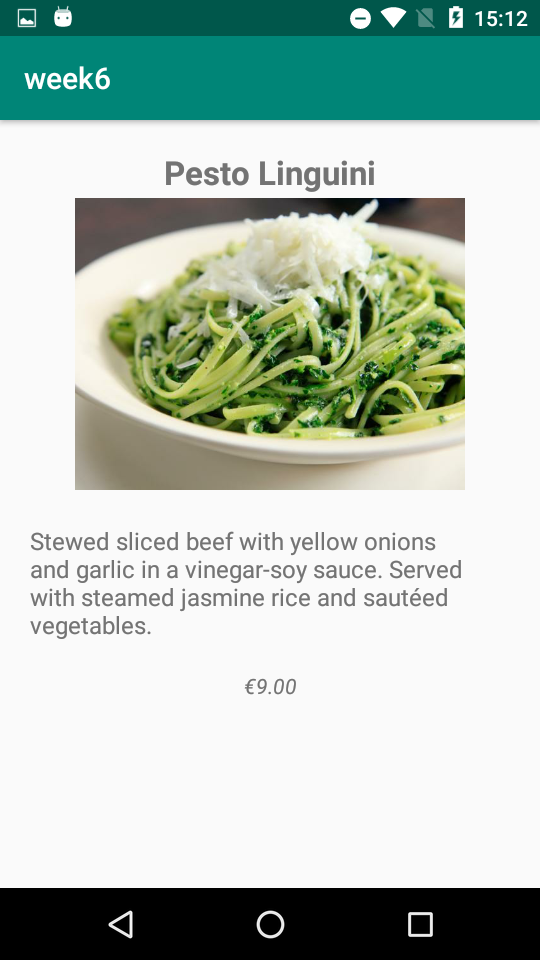 15:12
week6
Pesto Linguini
Stewed sliced beef with yellow onions
and garlic in a vinegar-soy sauce. Served
with steamed jasmine rice and sautéed
vegetables.
€9.00